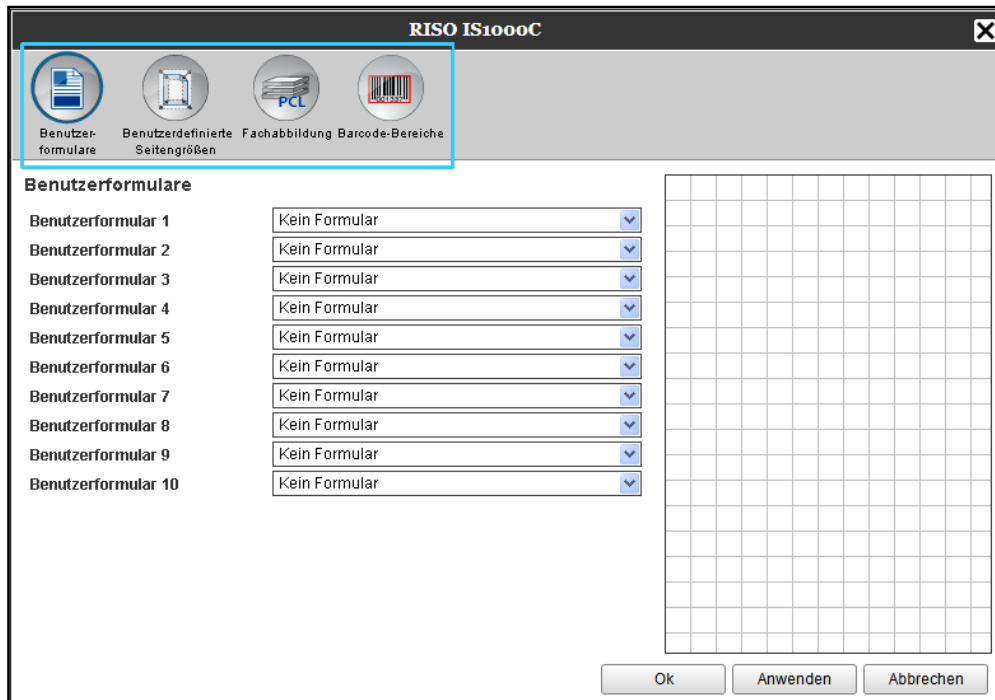 RISO IS1000C
Benutzer-
formulare
Benutzerdefinierte
Seitengrößen
PCL
Fachabbildung
Barcode-Bereiche
Benutzerformulare
Benutzerformular 1 Kein Formular
Benutzerformular 2 Kein Formular
Benutzerformular 3 Kein Formular
Benutzerformular 4 Kein Formular
Benutzerformular 5 Kein Formular
Benutzerformular 6 Kein Formular
Benutzerformular 7 Kein Formular
Benutzerformular 8 Kein Formular
Benutzerformular 9 Kein Formular
Benutzerformular 10 Kein Formular
Ok Anwenden Abbrechen